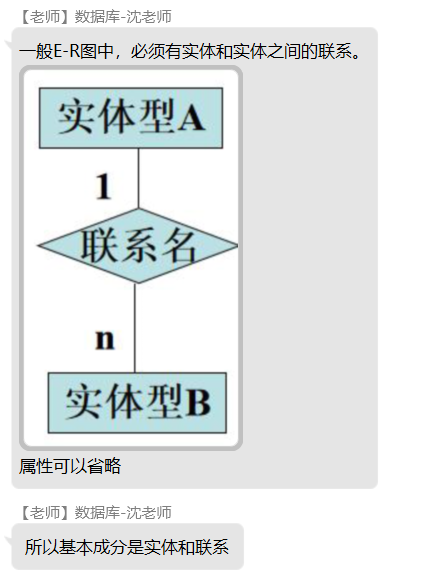 【老师】数据库-沈老师
一般E-R图中，必须有实体和实体之间的联系。
实体型A
1
联系名
n
实体型B
属性可以省略
【老师】数据库-沈老师
所以基本成分是实体和联系